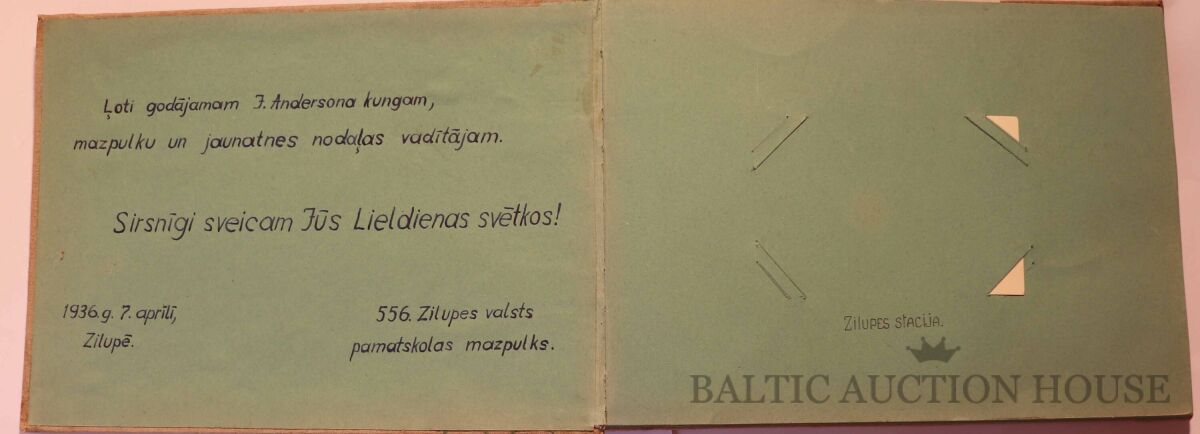 Ļoti godājamam J. Andersona kungam,
mazpulku un jaunatnes nodaļas vadītājam.
Sirsnīgi sveicam Jūs Lieldienas svētkos!
1936.g. 7. aprīlī,
Zilupē.
556. Zilupes valsts
pamatskolas mazpulks.
Zilupes stacija.
BALTIC AUCTION HOUSE